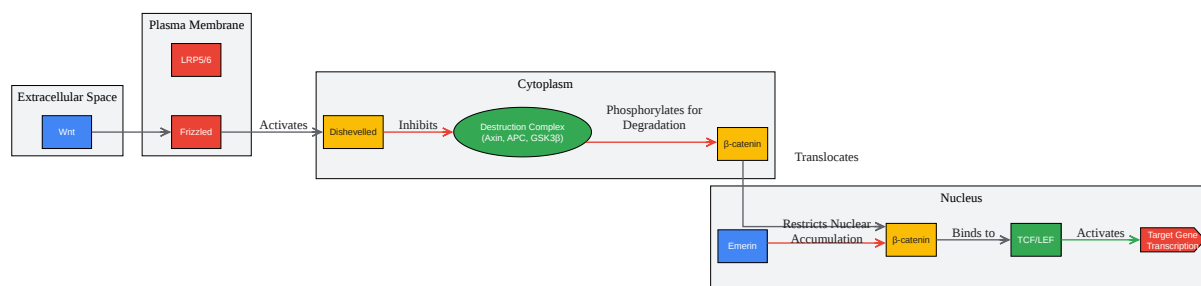 Plasma Membrane
LRP5/6
Extracellular Space
Wnt
Frizzled
Activates
Cytoplasm
Dishevelled
Inhibits
Destruction Complex
(Axin, APC, GSK3β)
Phosphorylates for
Degradation
β-catenin
Translocates
Nucleus
Emerin
Restricts Nuclear
Accumulation
β-catenin
Binds to
TCF/LEF
Activates
Target Gene
Transcription